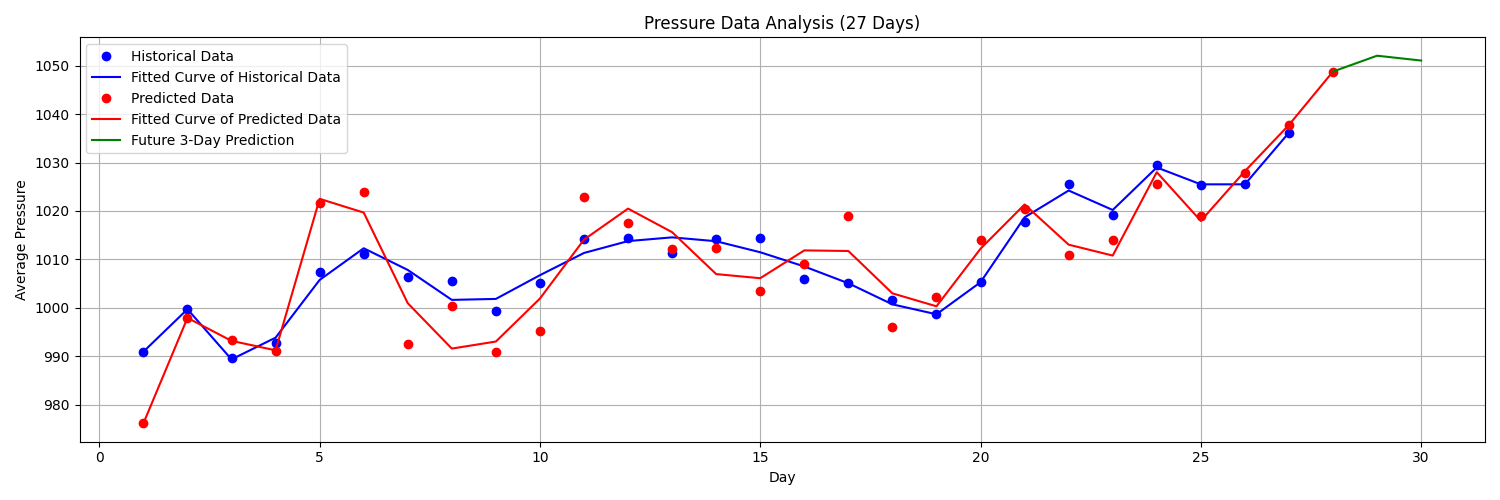 Pressure Data Analysis (27 Days)
Historical Data
Fitted Curve of Historical Data
Predicted Data
Fitted Curve of Predicted Data
Future 3-Day Prediction
Average Pressure
1050
1040
1030
1020
1010
1000
990
980
0 5 10 15 20 25 30
Day